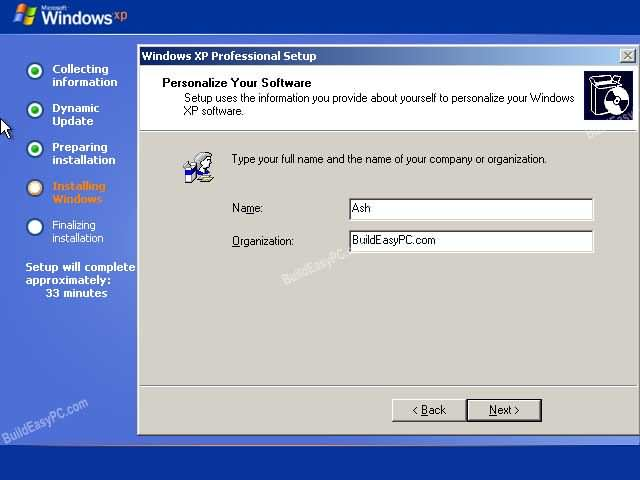 Microsoft
Windows xp
Collecting
information
Dynamic
Update
Preparing
installation
Installing
Windows
Finalizing
installation
Setup will complete
approximately:
33 minutes
Windows XP Professional Setup
Personalize Your Software
Setup uses the information you provide about yourself to personalize your Windows
XP software.
Type your full name and the name of your company or organization.
Name: Ash
Organization: BuildEasyPC.com
< Back Next >
BuildEasyPC.com
BuildEasyPC.com